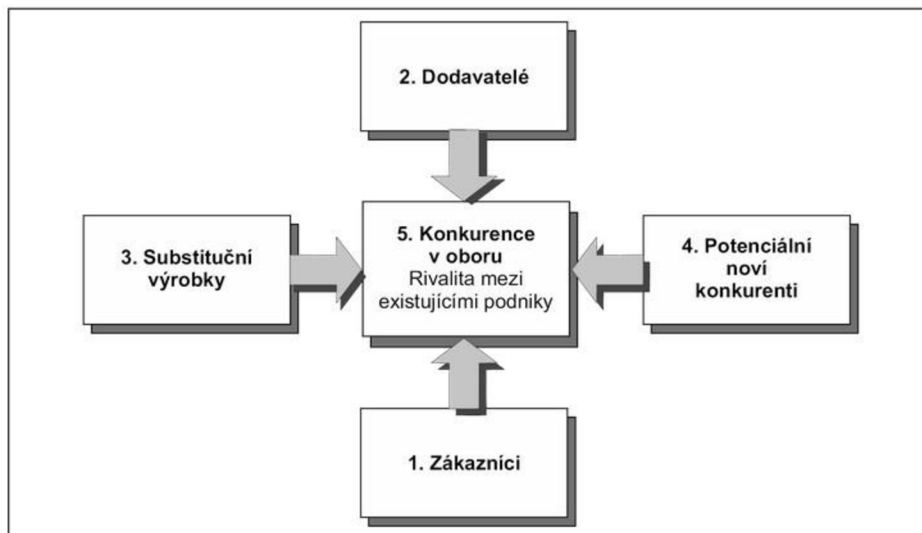 2. Dodavatelé
3. Substituční
výrobky
5. Konkurence
v oboru
Rivalita mezi
existujícími podniky
4. Potenciální
noví
konkurenti
1. Zákazníci